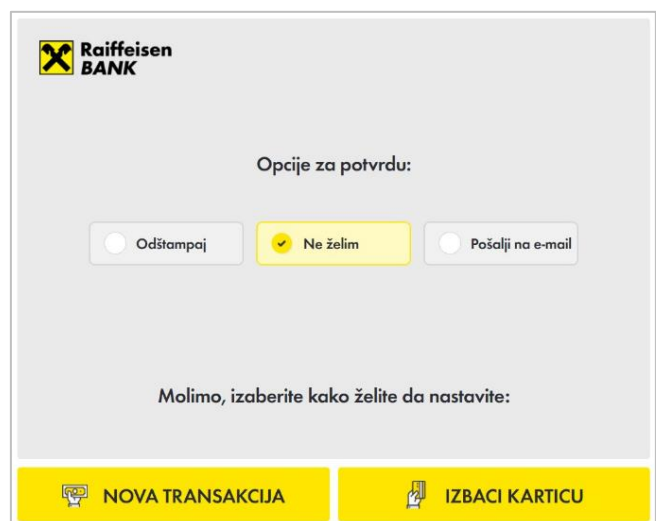 Raiffeisen
BANK
Opcije za potvrdu:
Odštampaj
Ne želim
Pošalji na e-mail
Molimo, izaberite kako želite da nastavite:
NOVA TRANSAKCIJA
IZBACI KARTICU